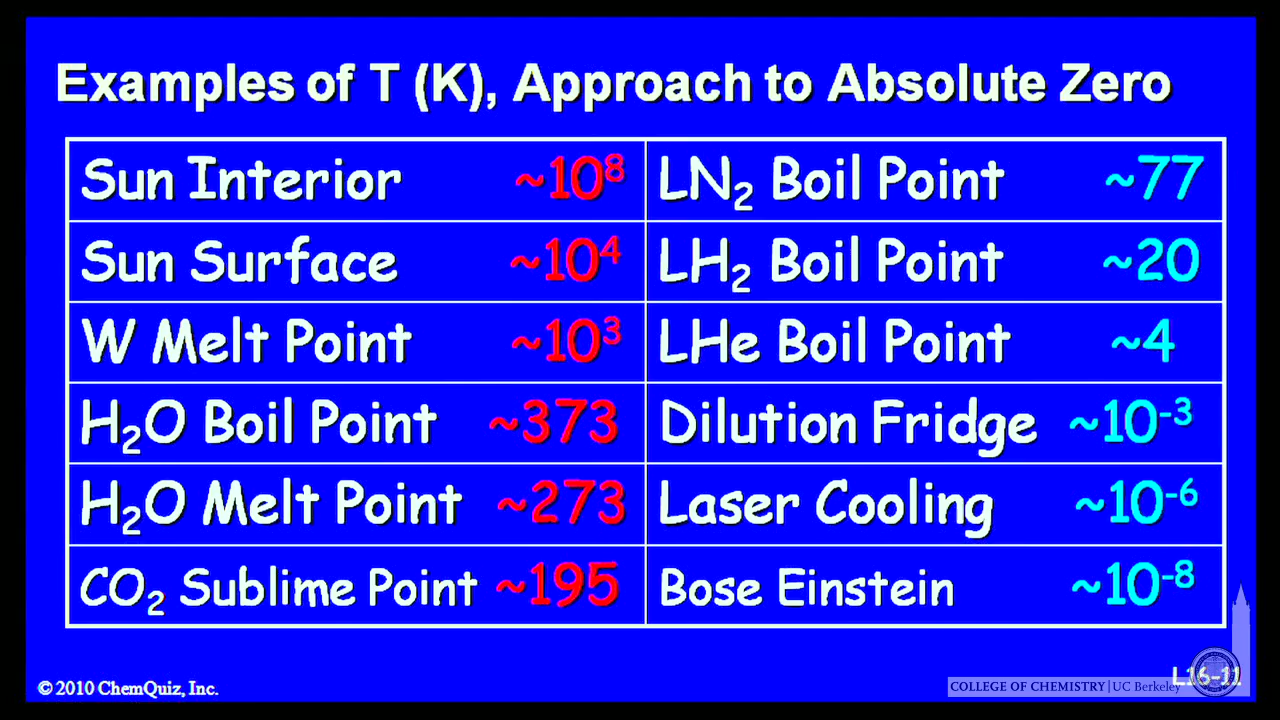 Examples of T (K), Approach to Absolute Zero
Sun Interior ~10⁸ LN₂ Boil Point ~77
Sun Surface ~10⁴ LH₂ Boil Point ~20
W Melt Point ~10³ LHe Boil Point ~4
H₂O Boil Point ~373 Dilution Fridge ~10⁻³
H₂O Melt Point ~273 Laser Cooling ~10⁻⁶
CO₂ Sublime Point ~195 Bose Einstein ~10⁻⁸
© 2010 ChemQuiz, Inc.
L16-11
COLLEGE OF CHEMISTRY | UC Berkeley